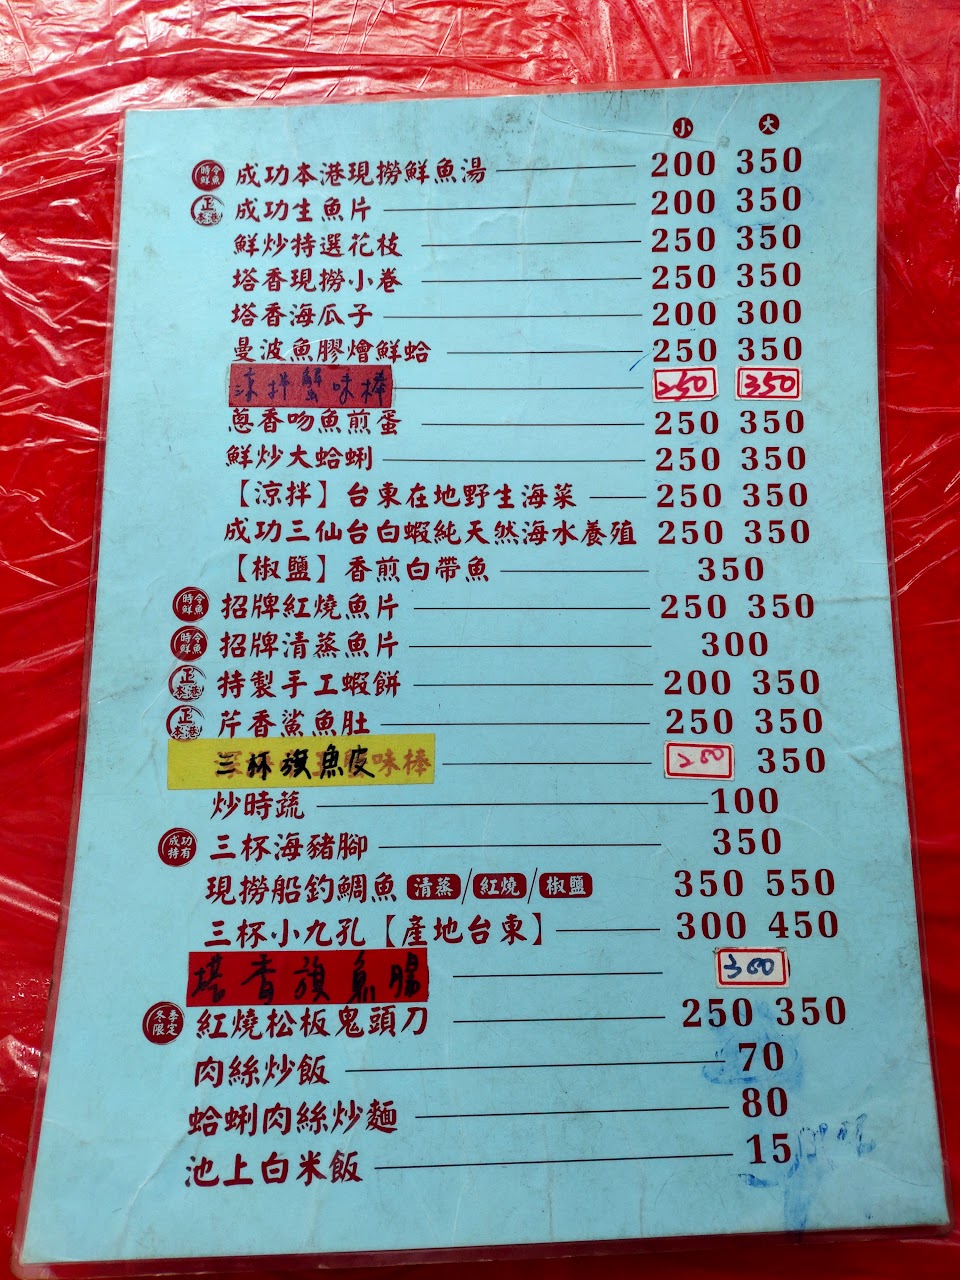 小 大
時令鮮魚 成功本港現撈鮮魚湯 200 350
正本港 成功生魚片 200 350
鮮炒特選花枝 250 350
塔香現撈小卷 250 350
塔香海瓜子 200 300
曼波魚膠燴鮮蛤 250 350
涼拌蟹味棒 250 350
蔥香吻魚煎蛋 250 350
鮮炒大蛤蜊 250 350
【涼拌】台東在地野生海菜 250 350
成功三仙台白蝦純天然海水養殖 250 350
【椒鹽】香煎白帶魚 350
時令鮮魚 招牌紅燒魚片 250 350
時令鮮魚 招牌清蒸魚片 300
正本港 特製手工蝦餅 200 350
正本港 芹香鯊魚肚 250 350
三杯旗魚皮 味棒 250 350
炒時蔬 100
成功特有 三杯海豬腳 350
現撈船釣鯛魚 清蒸/紅燒/椒鹽 350 550
三杯小九孔【產地台東】 300 450
塔香旗魚腸 300
冬季限定 紅燒松板鬼頭刀 250 350
肉絲炒飯 70
蛤蜊肉絲炒麵 80
池上白米飯 15